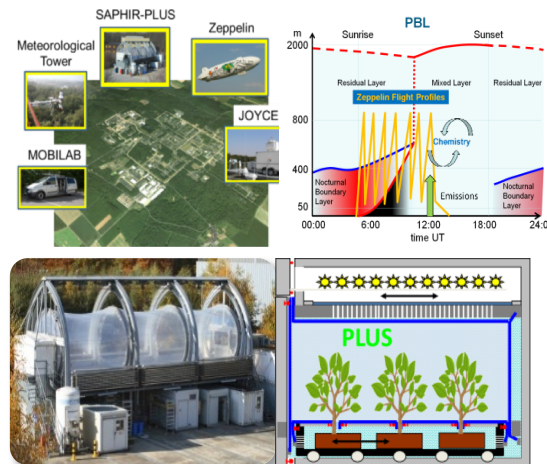 SAPHIR-PLUS
Meteorological
Tower
Zeppelin
JOYCE
MOBILAB
PBL
m
Sunrise
Sunset
2000
Residual Layer
Mixed Layer
Residual Layer
Zeppelin Flight Profiles
800
Chemistry
400
Nocturnal
Boundary
Layer
Emissions
Nocturnal
Boundary
Layer
50
00:00
6:00
12:00
18:00
24:0
time UT
PLUS